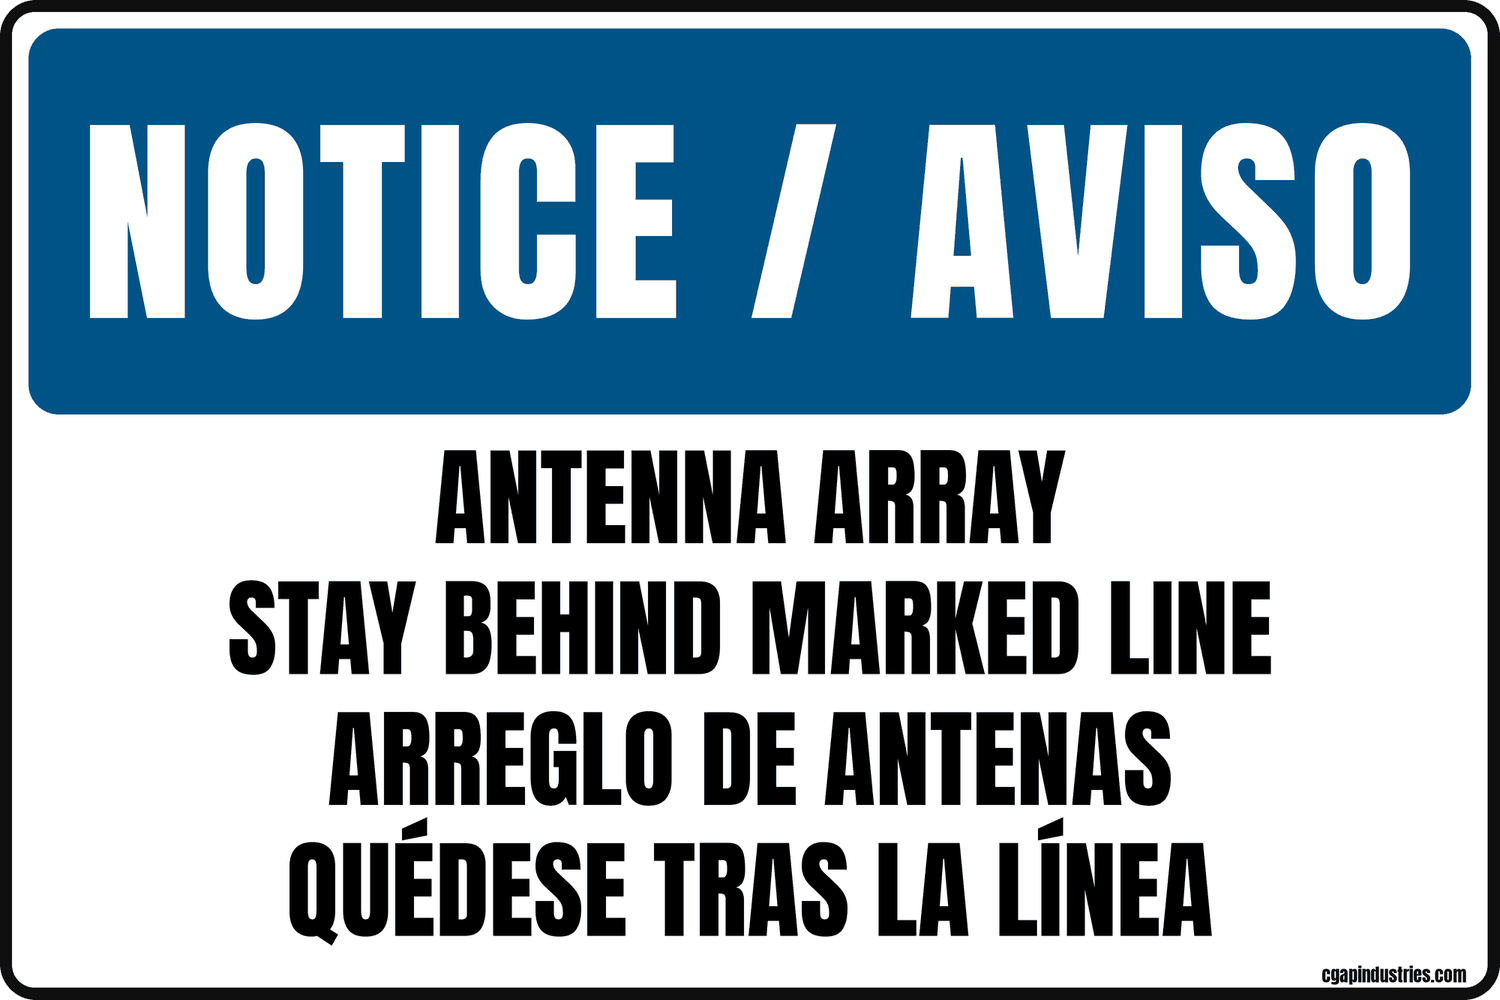 NOTICE / AVISO
ANTENNA ARRAY
STAY BEHIND MARKED LINE
ARREGLO DE ANTENAS
QUÉDESE TRAS LA LÍNEA
cgapindustries.com